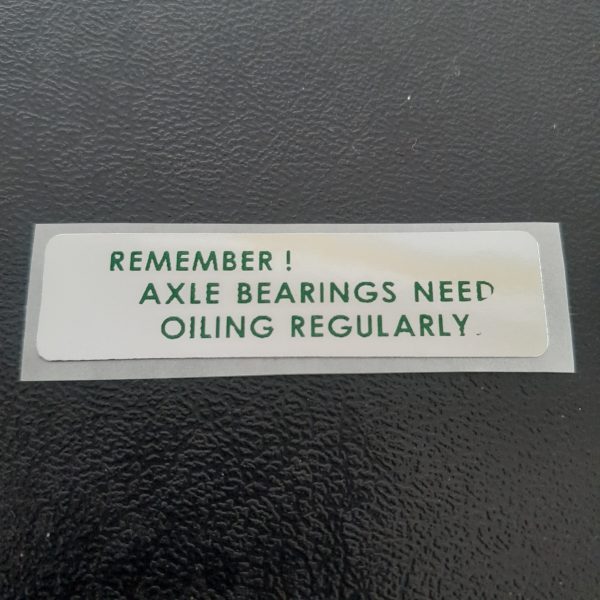 REMEMBER !
AXLE BEARINGS NEED
OILING REGULARLY.